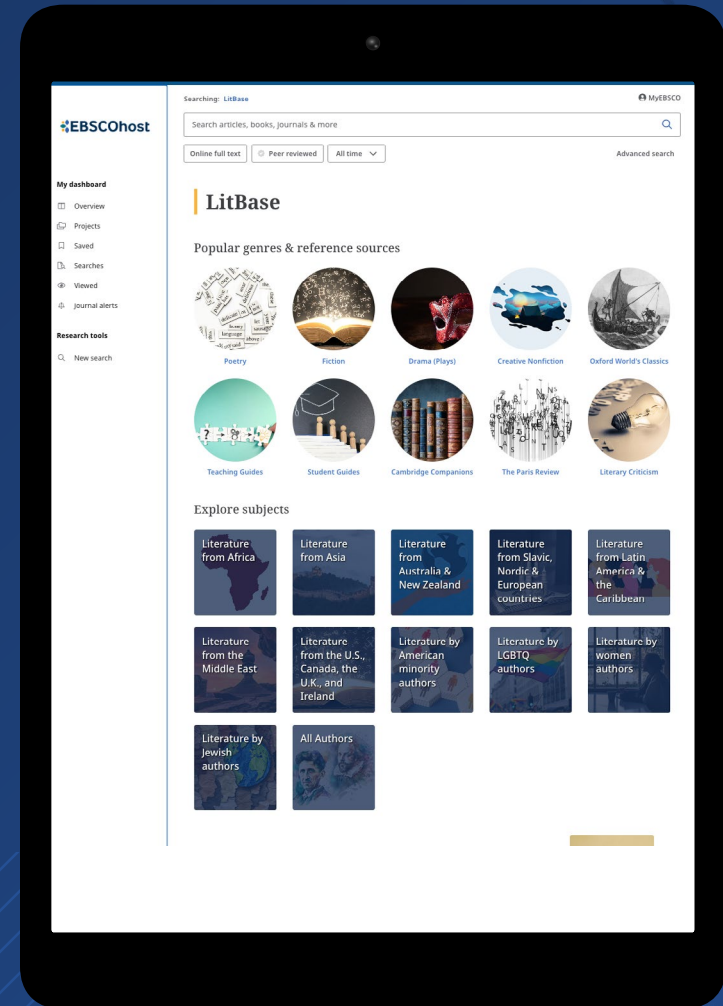 Searching: LitBase
MyEBSCO
EBSCOhost
Search articles, books, journals & more
Online full text
Peer reviewed
All time
Advanced search
My dashboard
Overview
Projects
Saved
Searches
Viewed
Journal alerts
Research tools
New search
LitBase
Popular genres & reference sources
Poetry
Fiction
Drama (Plays)
Creative Nonfiction
Oxford World's Classics
Teaching Guides
Student Guides
Cambridge Companions
The Paris Review
Literary Criticism
Explore subjects
Literature
from Africa
Literature
from Asia
Literature
from
Australia &
New Zealand
Literature
from Slavic,
Nordic &
European
countries
Literature
from Latin
America &
the
Caribbean
Literature
from the
Middle East
Literature
from the U.S.,
Canada, the
U.K., and
Ireland
Literature by
American
minority
authors
Literature by
LGBTQ
authors
Literature by
women
authors
Literature by
Jewish
authors
All Authors